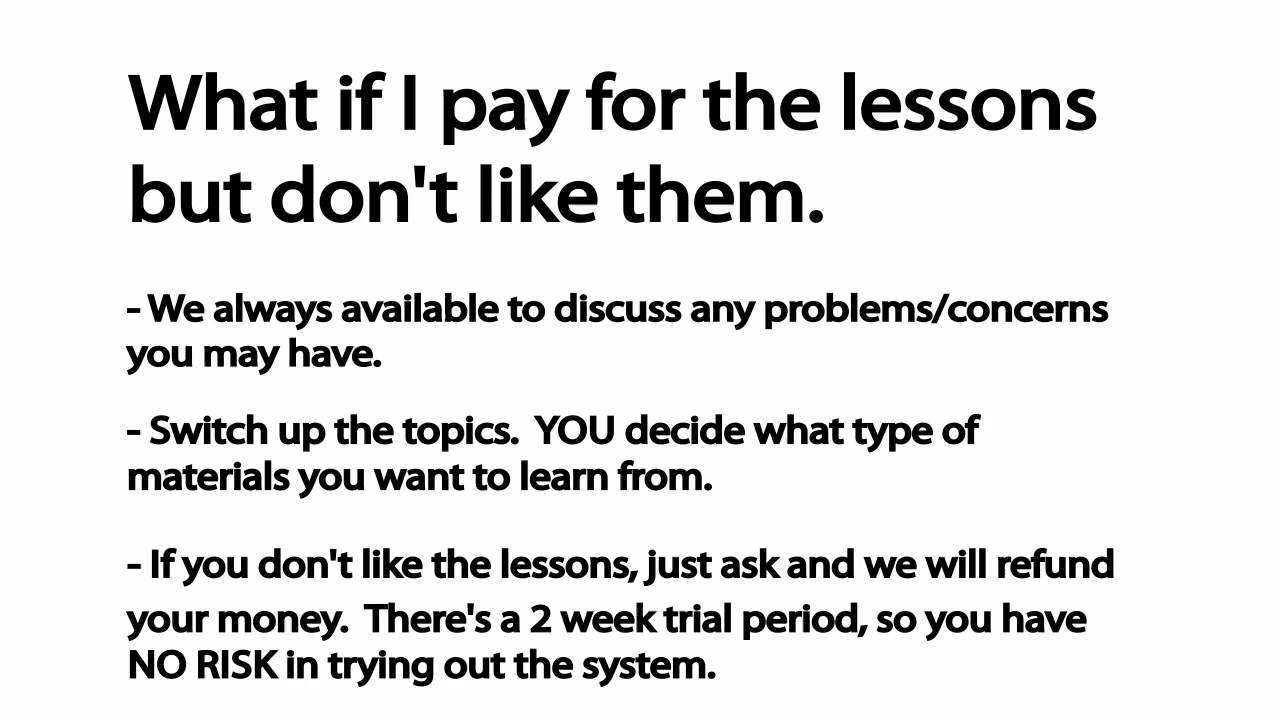 What if I pay for the lessons
but don't like them.
- We always available to discuss any problems/concerns
you may have.
- Switch up the topics.  YOU decide what type of
materials you want to learn from.
- If you don't like the lessons, just ask and we will refund
your money.  There's a 2 week trial period, so you have
NO RISK in trying out the system.